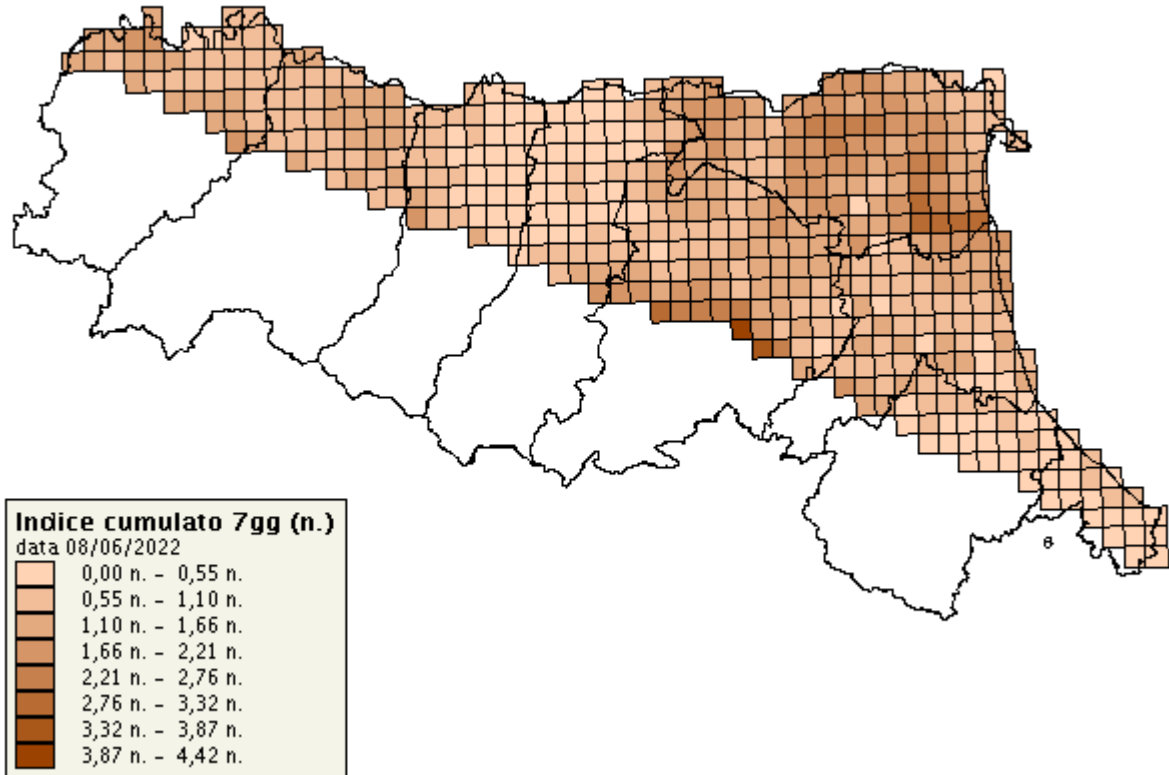 Indice cumulato 7gg (n.)
data 08/06/2022
0,00 n. - 0,55 n.
0,55 n. - 1,10 n.
1,10 n. - 1,66 n.
1,66 n. - 2,21 n.
2,21 n. - 2,76 n.
2,76 n. - 3,32 n.
3,32 n. - 3,87 n.
3,87 n. - 4,42 n.